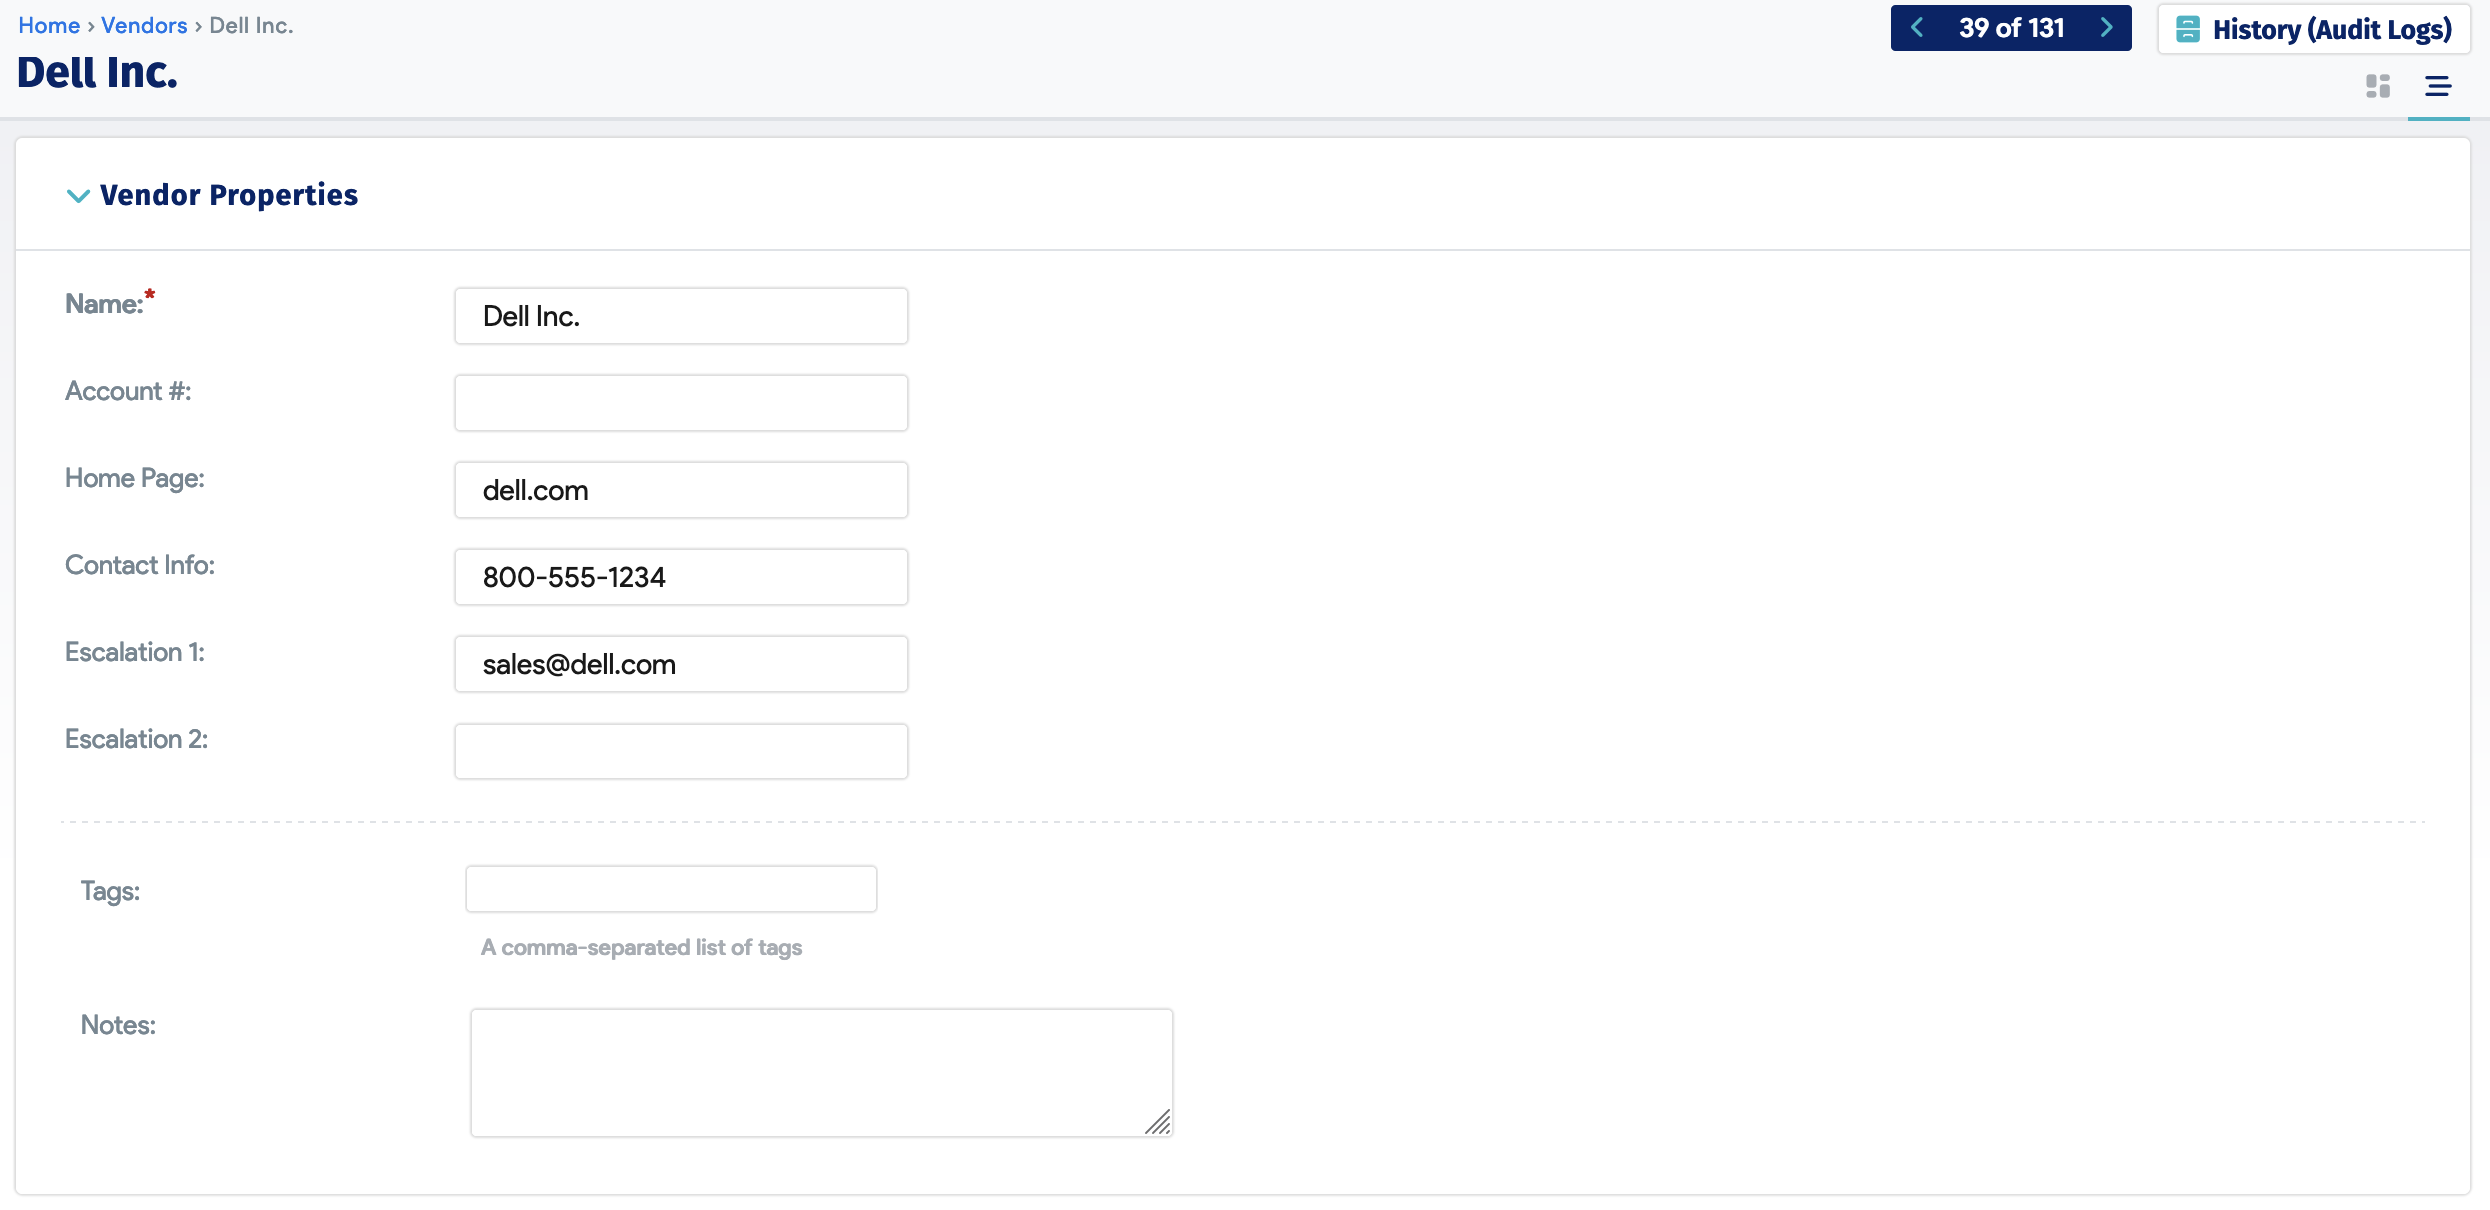 Home › Vendors › Dell Inc.
39 of 131
History (Audit Logs)
Dell Inc.
Vendor Properties
Name:*
Dell Inc.
Account #:
Home Page:
dell.com
Contact Info:
800-555-1234
Escalation 1:
sales@dell.com
Escalation 2:
Tags:
A comma-separated list of tags
Notes: